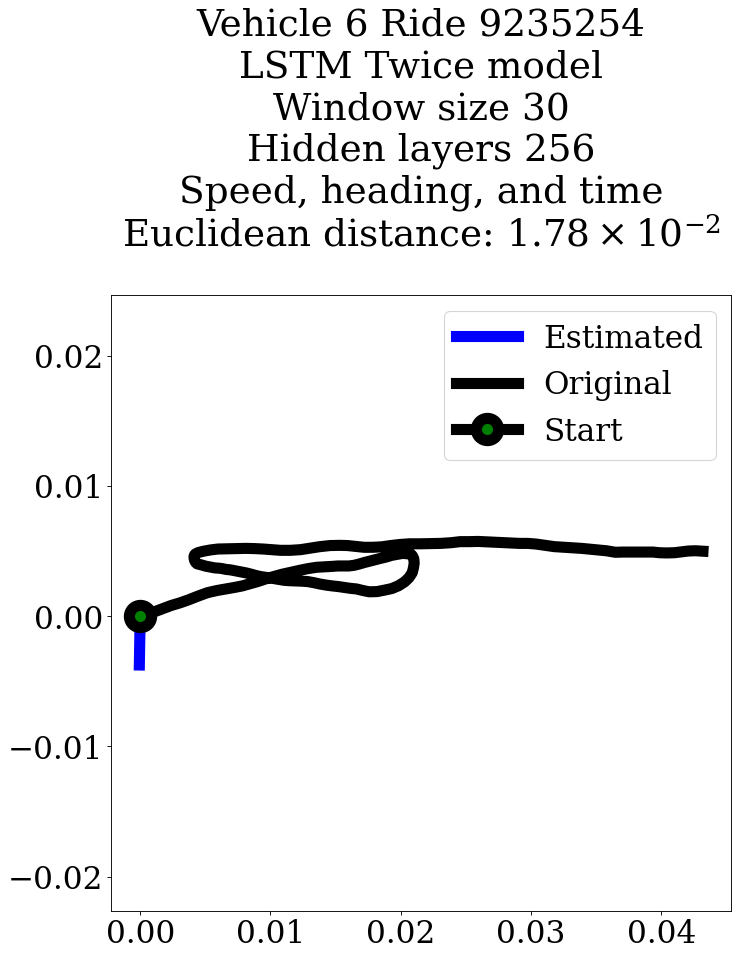 Vehicle 6 Ride 9235254
LSTM Twice model
Window size 30
Hidden layers 256
Speed, heading, and time
Euclidean distance: 1.78 × 10⁻²
Estimated
Original
Start
0.02
0.01
0.00
−0.01
−0.02
0.00 0.01 0.02 0.03 0.04